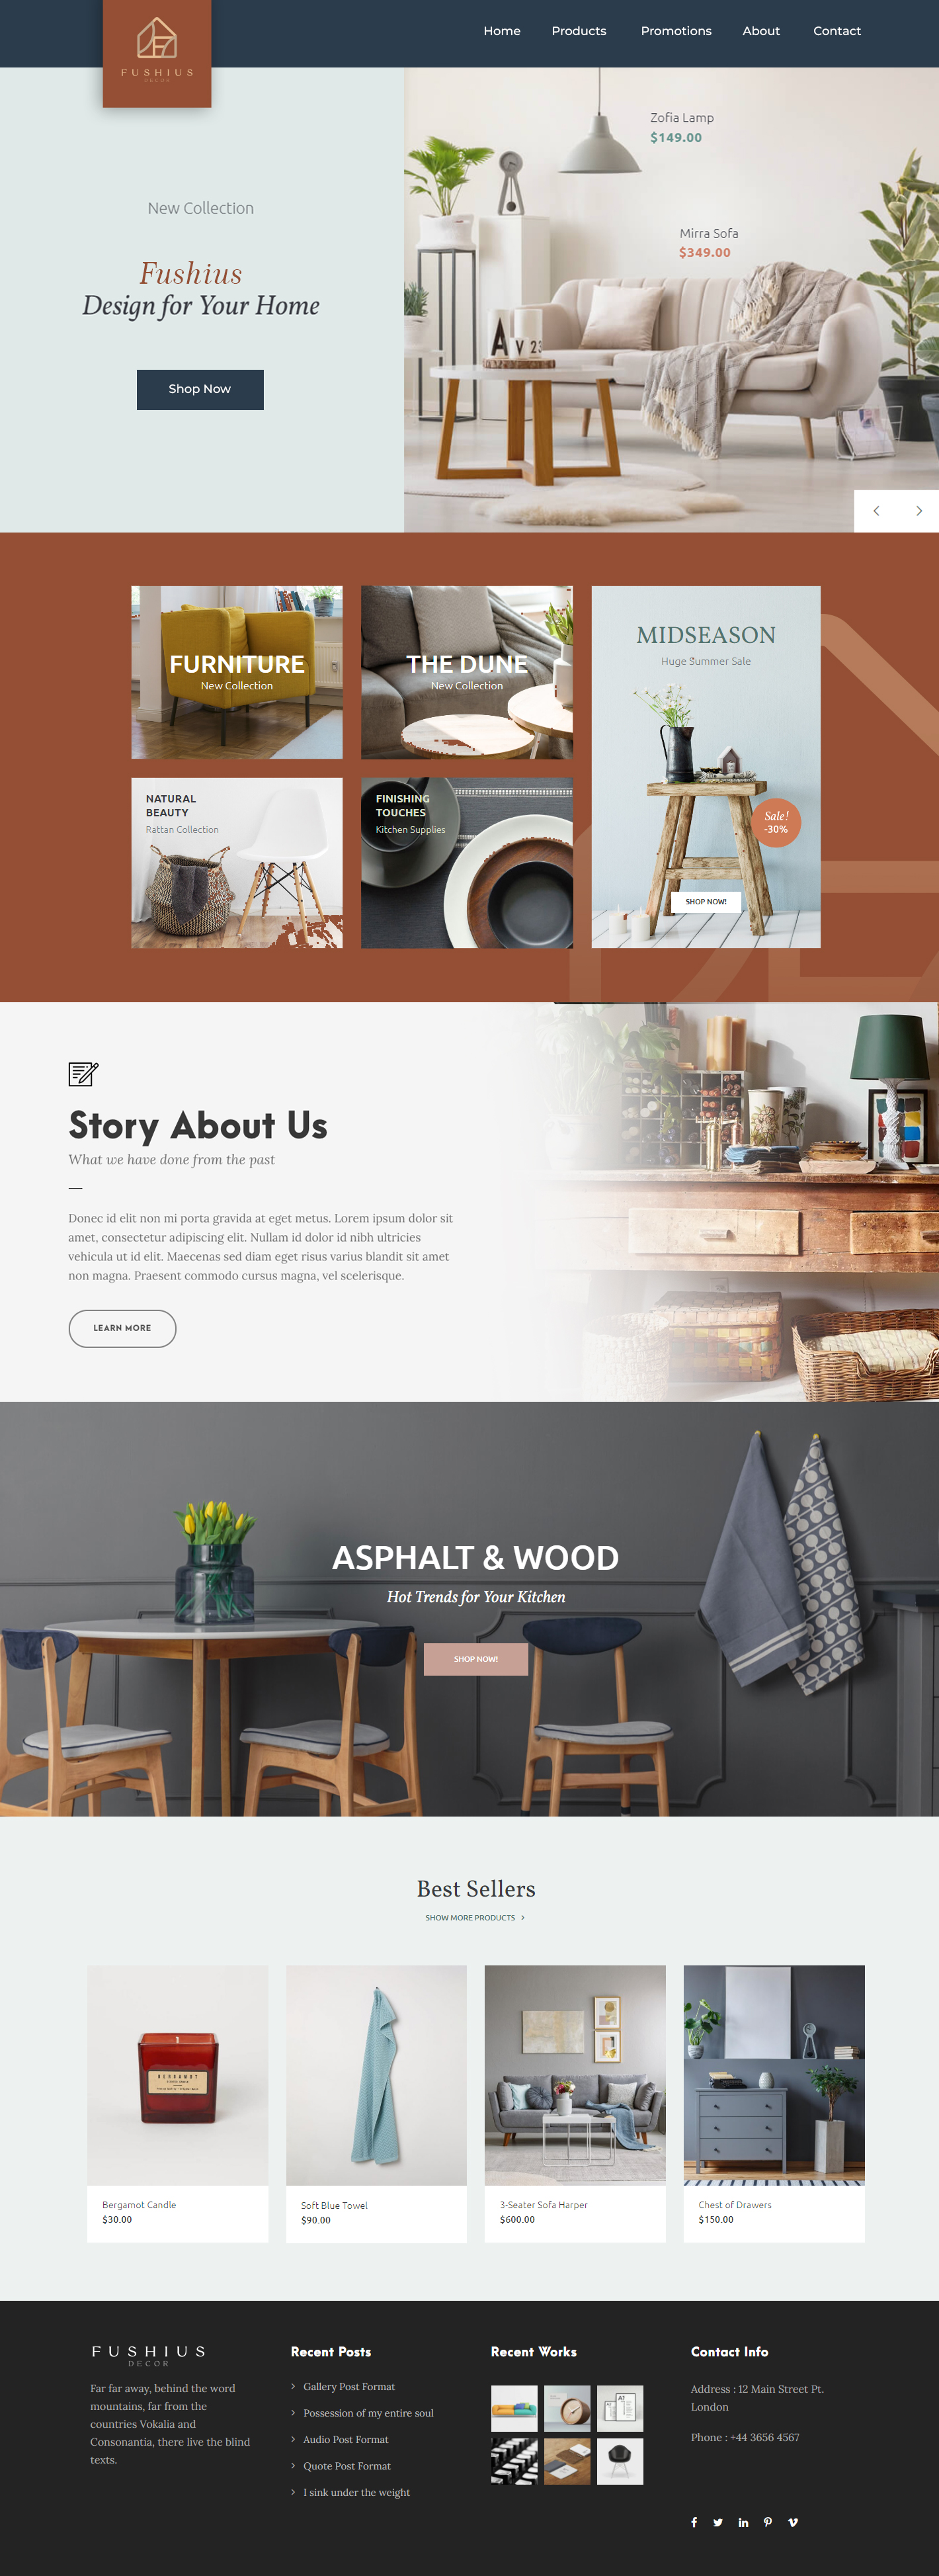 FUSHIUS
DECOR
Home Products Promotions About Contact
Zofia Lamp
$149.00
New Collection
Mirra Sofa
$349.00
Fushius
Design for Your Home
A V 23
Shop Now
FURNITURE
New Collection
THE DUNE
New Collection
MIDSEASON
Huge Summer Sale
NATURAL
BEAUTY
Rattan Collection
FINISHING
TOUCHES
Kitchen Supplies
Sale!
-30%
SHOP NOW!
Story About Us
What we have done from the past
Donec id elit non mi porta gravida at eget metus. Lorem ipsum dolor sit
amet, consectetur adipiscing elit. Nullam id dolor id nibh ultricies
vehicula ut id elit. Maecenas sed diam eget risus varius blandit sit amet
non magna. Praesent commodo cursus magna, vel scelerisque.
LEARN MORE
ASPHALT & WOOD
Hot Trends for Your Kitchen
SHOP NOW!
Best Sellers
SHOW MORE PRODUCTS
BERGAMOT
Bergamot Candle
$30.00
Soft Blue Towel
$90.00
3-Seater Sofa Harper
$600.00
Chest of Drawers
$150.00
FUSHIUS
DECOR
Far far away, behind the word
mountains, far from the
countries Vokalia and
Consonantia, there live the blind
texts.
Recent Posts
Gallery Post Format
Possession of my entire soul
Audio Post Format
Quote Post Format
I sink under the weight
Recent Works
Contact Info
Address : 12 Main Street Pt.
London
Phone : +44 3656 4567